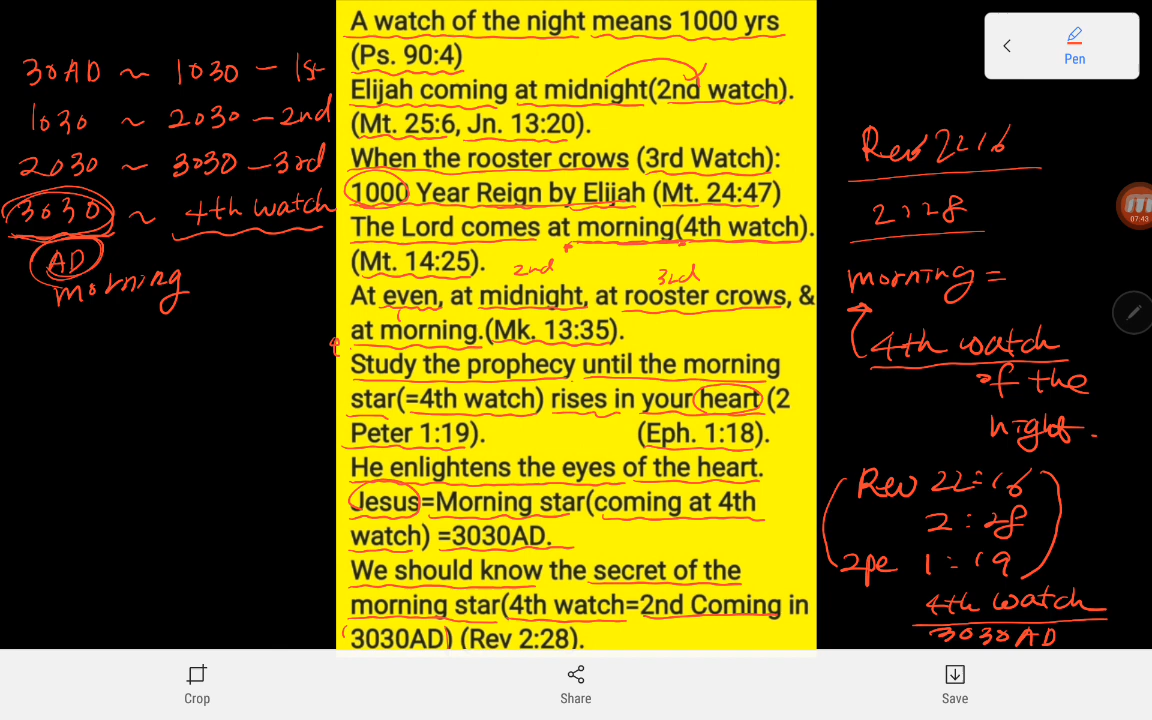 30AD ~ 1030 - 1st
1030 ~ 2030 - 2nd
2030 ~ 3030 - 3rd
3030 ~ 4th watch
AD
morning
A watch of the night means 1000 yrs
(Ps. 90:4)
Elijah coming at midnight(2nd watch).
(Mt. 25:6, Jn. 13:20).
When the rooster crows (3rd Watch):
1000 Year Reign by Elijah (Mt. 24:47)
The Lord comes at morning(4th watch).
(Mt. 14:25).
2nd 3rd
At even, at midnight, at rooster crows, &
at morning.(Mk. 13:35).
Study the prophecy until the morning
star(=4th watch) rises in your heart (2
Peter 1:19). (Eph. 1:18).
He enlightens the eyes of the heart.
Jesus=Morning star(coming at 4th
watch) =3030AD.
We should know the secret of the
morning star(4th watch=2nd Coming in
3030AD) (Rev 2:28).
Pen
Rev 22:16
2:28
morning =
4th watch
of the
night.
Rev 22:16
2:28
2pe 1:19
4th watch
3030AD
07:43
Crop
Share
Save